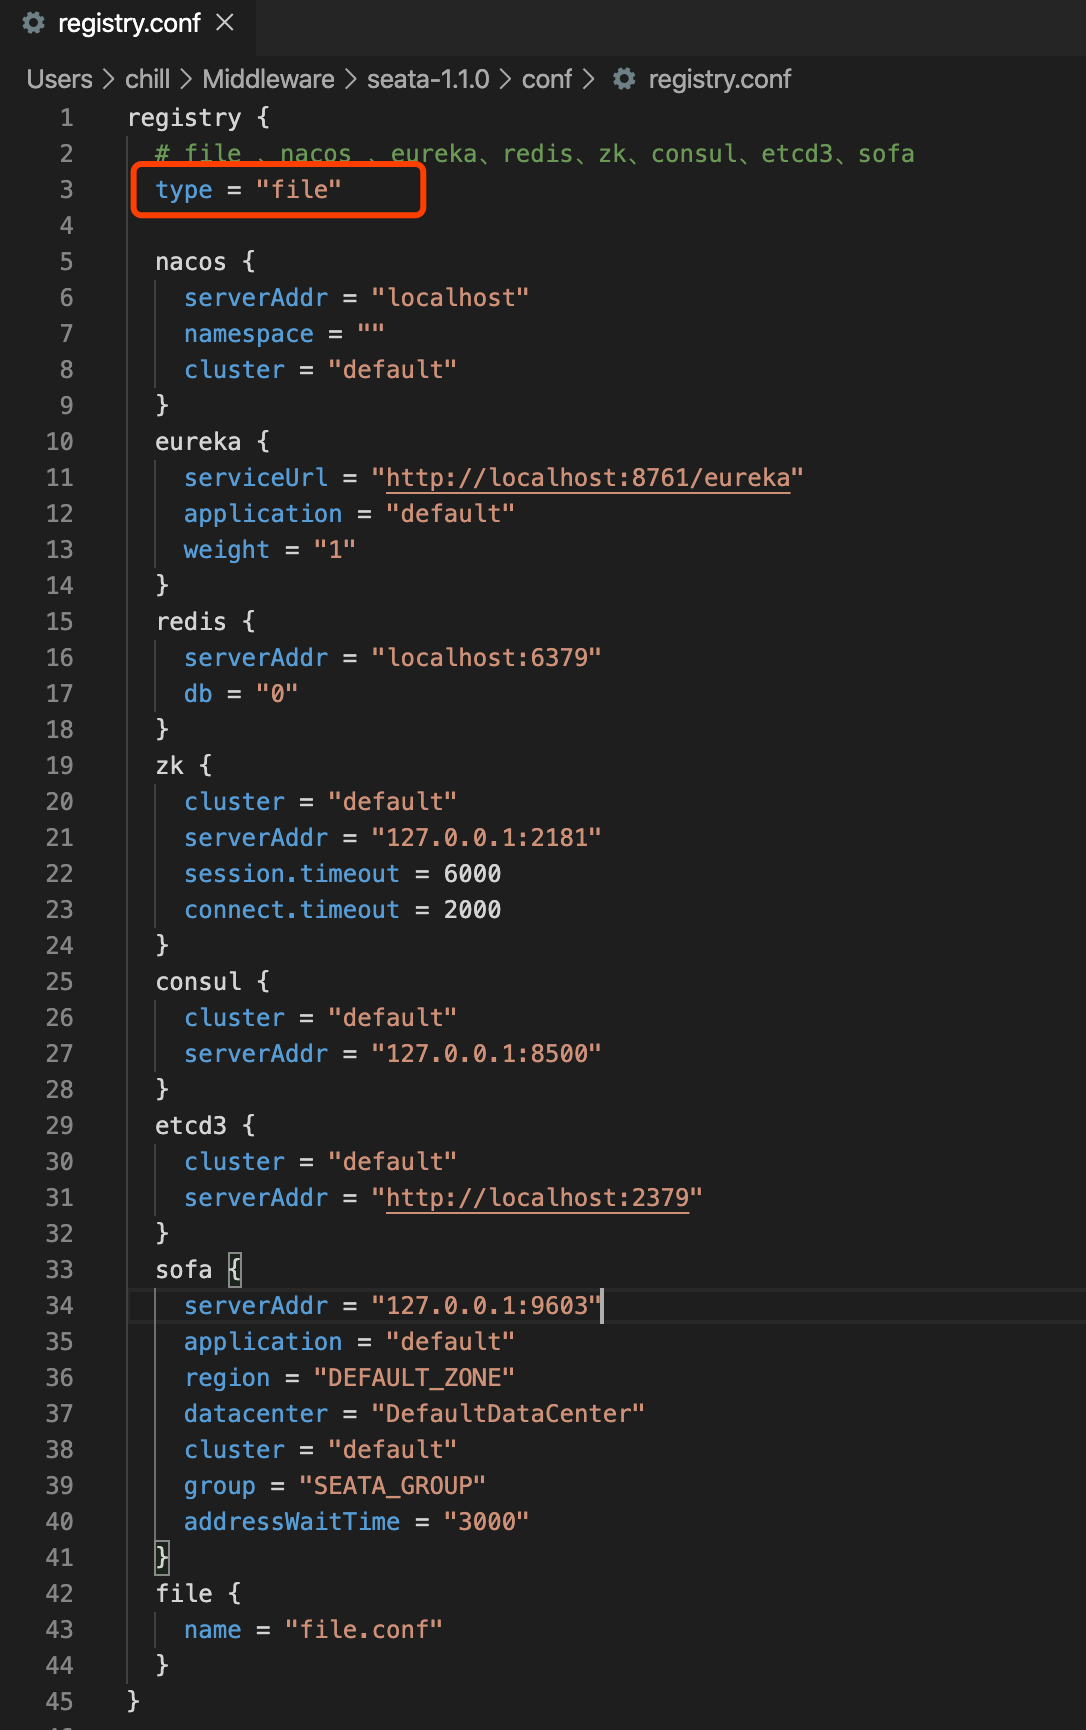 registry.conf
Users > chill > Middleware > seata-1.1.0 > conf > registry.conf
1 registry {
2   # file 、nacos 、eureka、redis、zk、consul、etcd3、sofa
3   type = "file"
4
5   nacos {
6     serverAddr = "localhost"
7     namespace = ""
8     cluster = "default"
9   }
10   eureka {
11     serviceUrl = "http://localhost:8761/eureka"
12     application = "default"
13     weight = "1"
14   }
15   redis {
16     serverAddr = "localhost:6379"
17     db = "0"
18   }
19   zk {
20     cluster = "default"
21     serverAddr = "127.0.0.1:2181"
22     session.timeout = 6000
23     connect.timeout = 2000
24   }
25   consul {
26     cluster = "default"
27     serverAddr = "127.0.0.1:8500"
28   }
29   etcd3 {
30     cluster = "default"
31     serverAddr = "http://localhost:2379"
32   }
33   sofa {
34     serverAddr = "127.0.0.1:9603"
35     application = "default"
36     region = "DEFAULT_ZONE"
37     datacenter = "DefaultDataCenter"
38     cluster = "default"
39     group = "SEATA_GROUP"
40     addressWaitTime = "3000"
41   }
42   file {
43     name = "file.conf"
44   }
45 }